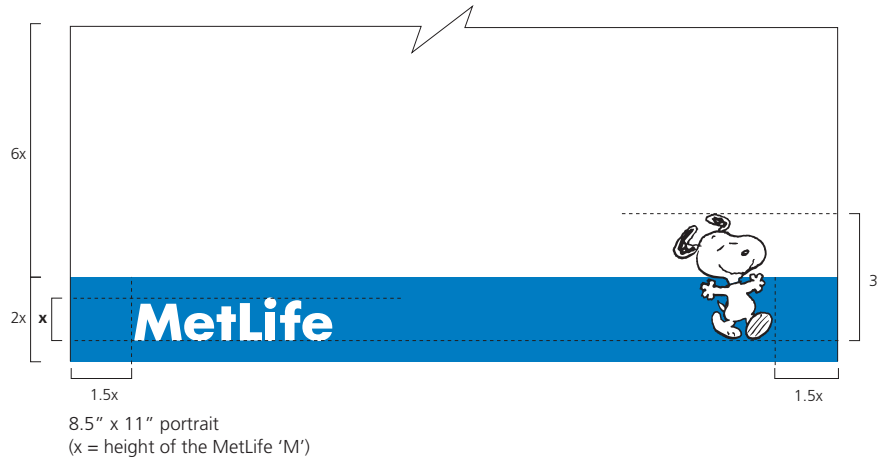 6x
3
2x
x
MetLife
1.5x
1.5x
8.5” x 11” portrait
(x = height of the MetLife ‘M’)